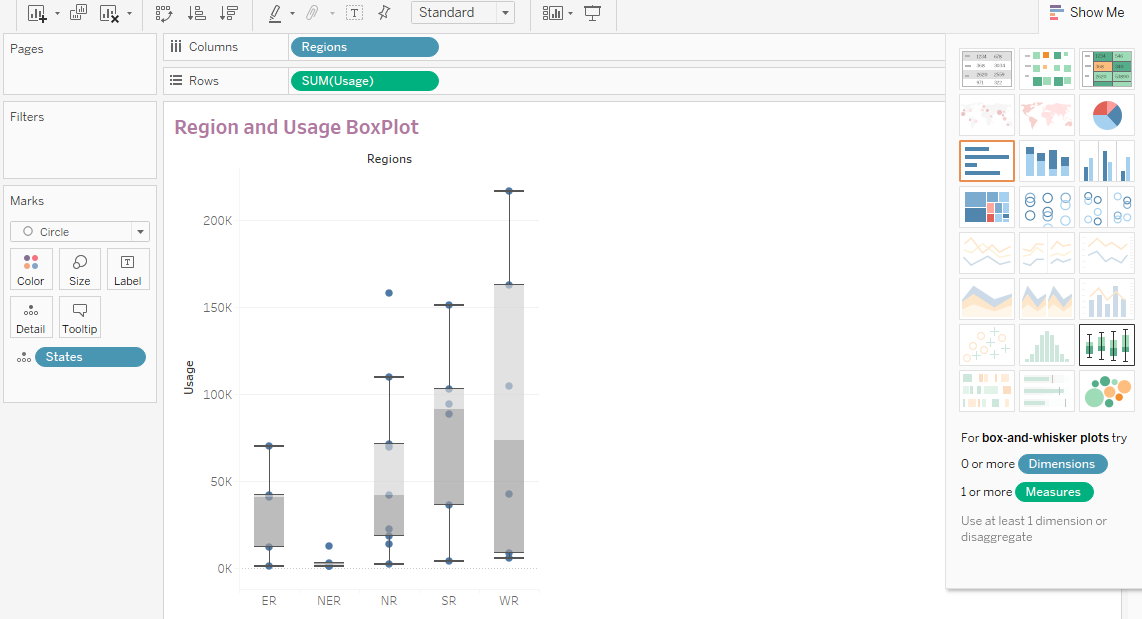 Standard
Show Me
Pages
Columns
Regions
Rows
SUM(Usage)
Filters
Region and Usage BoxPlot
Regions
Marks
Circle
Color
Size
Label
Detail
Tooltip
States
Usage
200K
150K
100K
50K
0K
ER
NER
NR
SR
WR
For box-and-whisker plots try
0 or more Dimensions
1 or more Measures
Use at least 1 dimension or
disaggregate